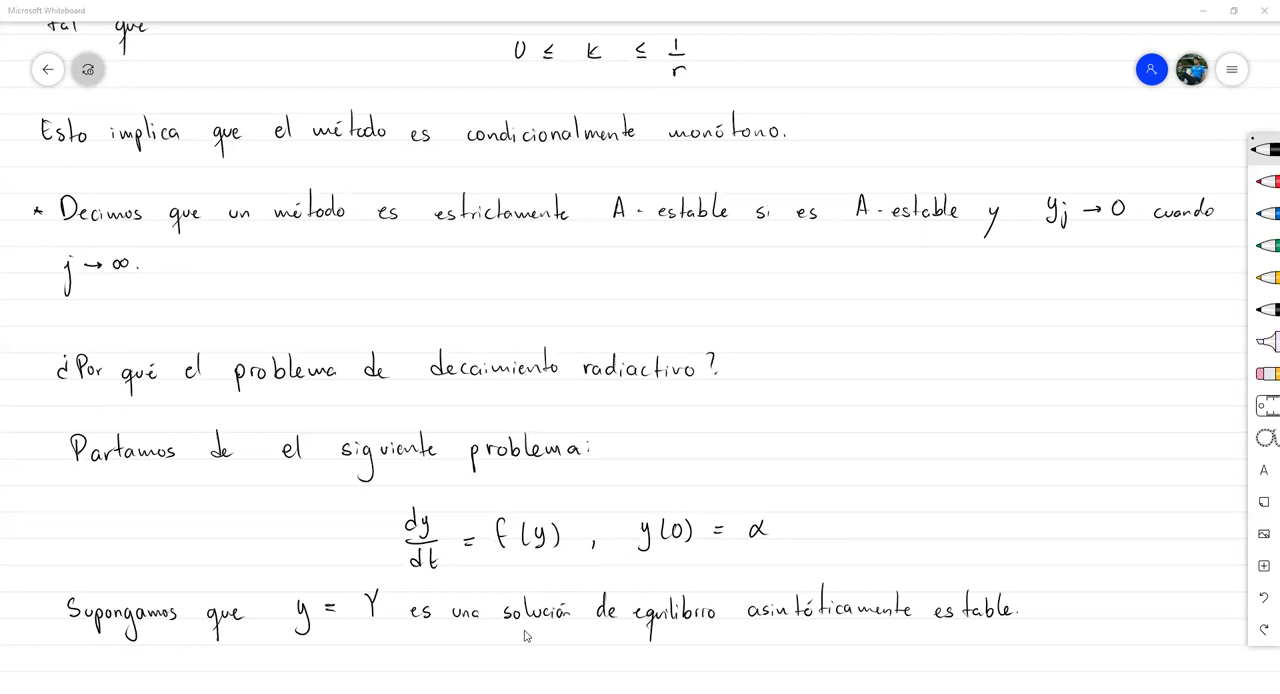 Microsoft Whiteboard
tal que
0 ≤ k ≤ 1/r
Esto implica que el método es condicionalmente monótono.
* Decimos que un método es estrictamente A-estable si es A-estable y yⱼ → 0 cuando
j → ∞.
¿Por qué el problema de decaimiento radiactivo?
Partamos de el siguiente problema:
dy/dt = f(y), y(0) = α
Supongamos que y = Y es una solución de equilibrio asintóticamente estable.
A